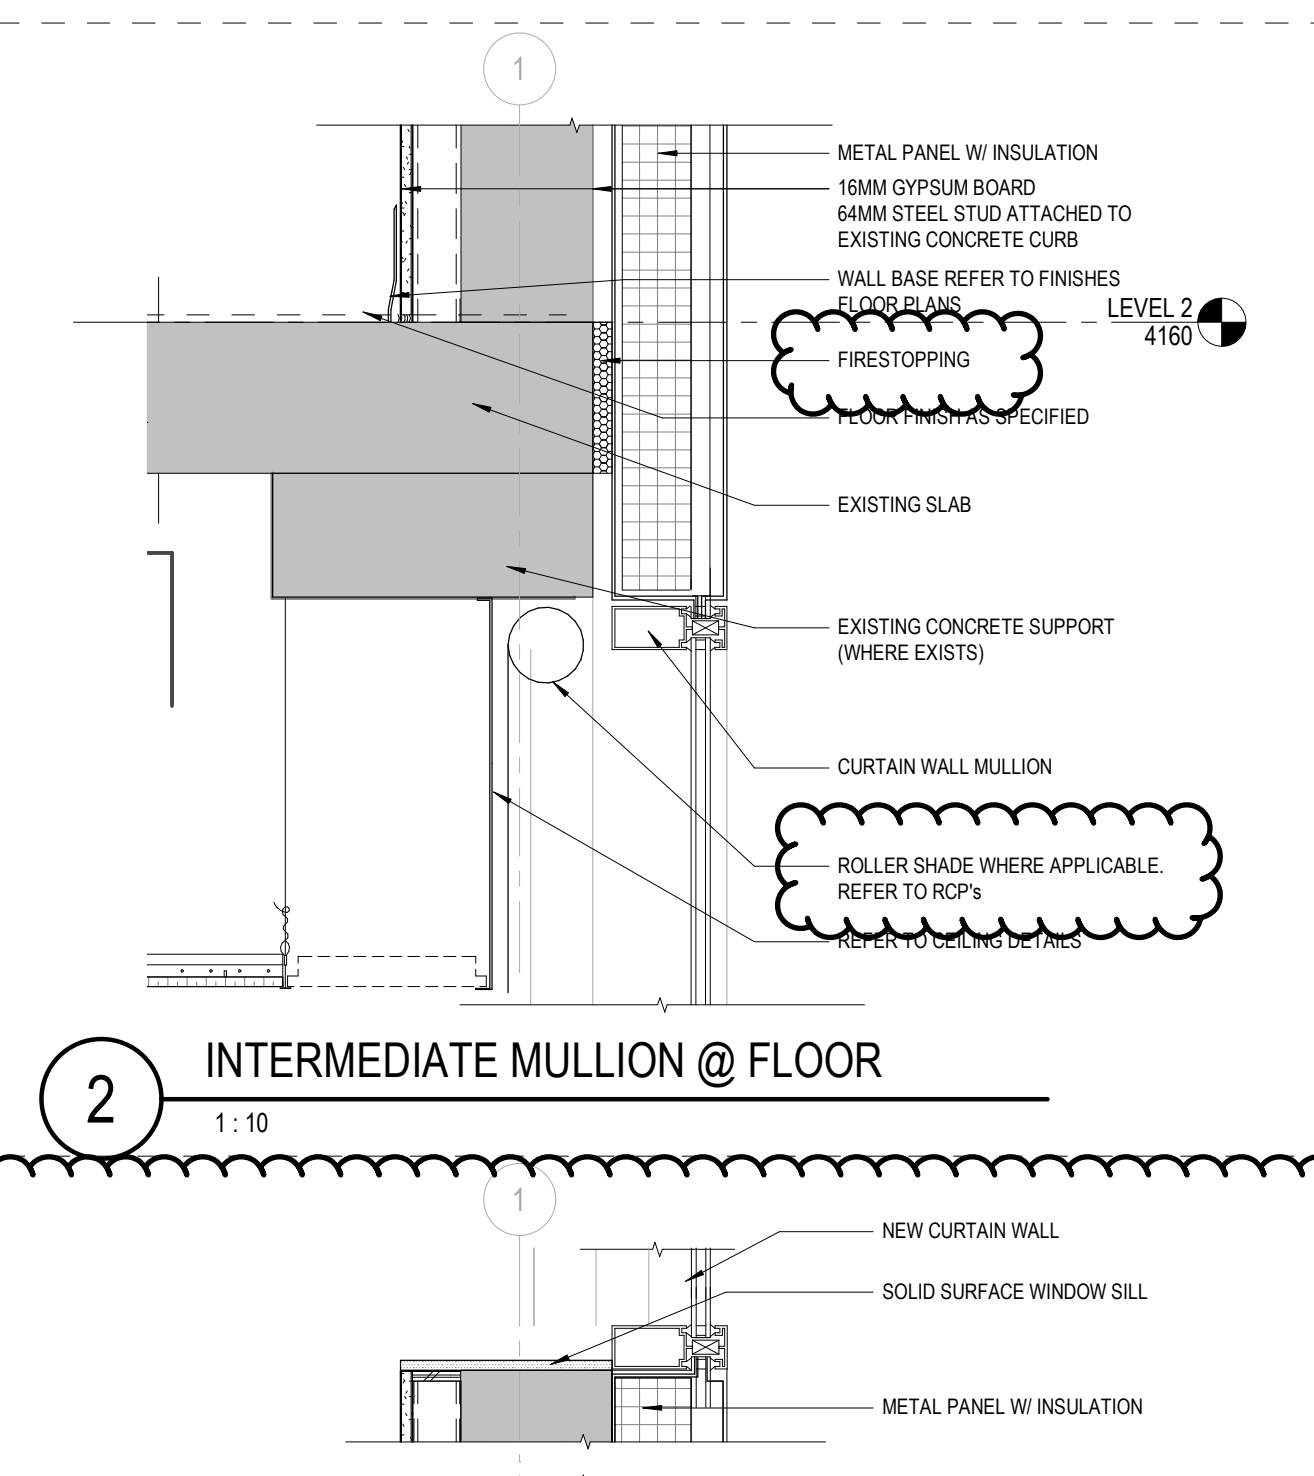 1
METAL PANEL W/ INSULATION
16MM GYPSUM BOARD
64MM STEEL STUD ATTACHED TO
EXISTING CONCRETE CURB
WALL BASE REFER TO FINISHES
FLOOR PLANS
LEVEL 2
4160
FIRESTOPPING
FLOOR FINISH AS SPECIFIED
EXISTING SLAB
EXISTING CONCRETE SUPPORT
(WHERE EXISTS)
CURTAIN WALL MULLION
ROLLER SHADE WHERE APPLICABLE.
REFER TO RCP's
REFER TO CEILING DETAILS
2
INTERMEDIATE MULLION @ FLOOR
1 : 10
1
NEW CURTAIN WALL
SOLID SURFACE WINDOW SILL
METAL PANEL W/ INSULATION